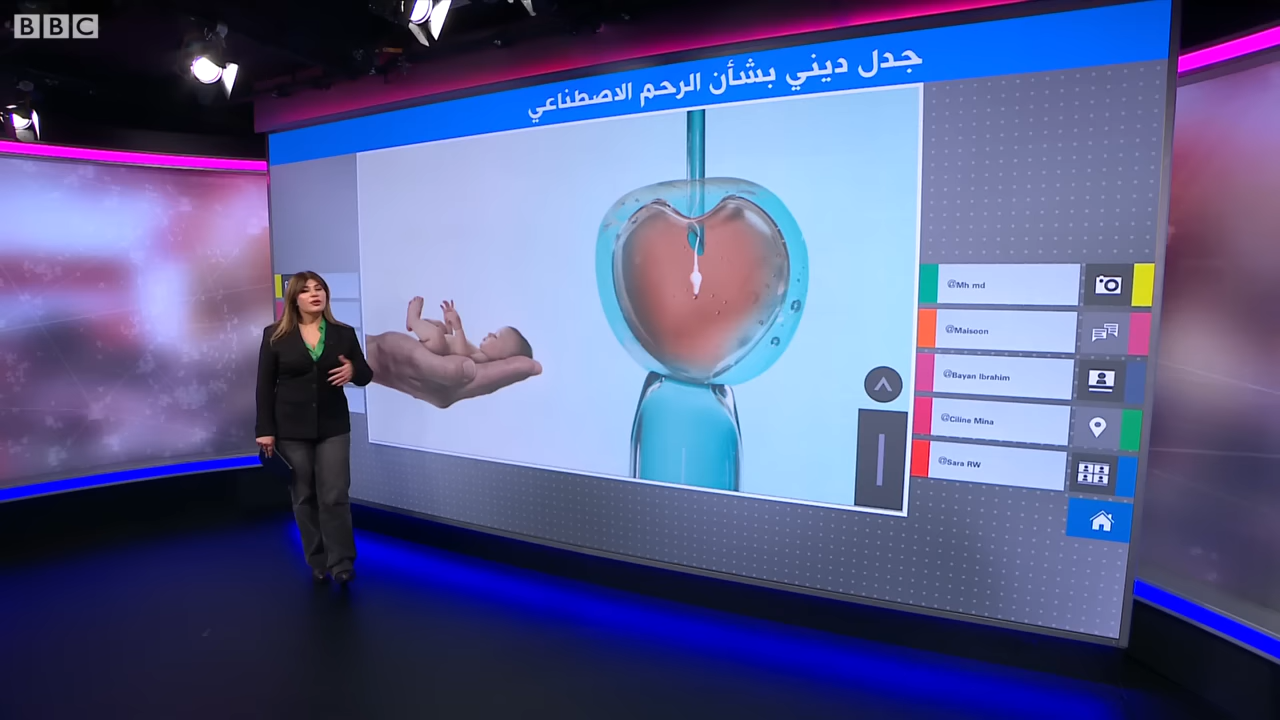 BBC
جدل ديني بشأن الرحم الاصطناعي
@Mh md
@Maisoon
@Bayan Ibrahim
@Ciline Mina
@Sara RW